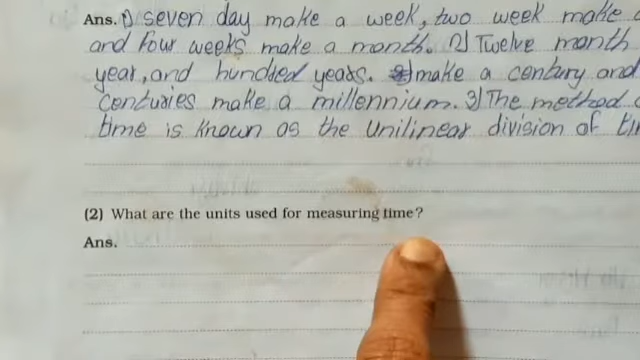 Ans. 1) seven day make a week, two week make
and four weeks make a month. 2) Twelve month
year, and hundded years. make a century and
centuries make a millennium. 3) The method
time is known as the unilinear division of
(2) What are the units used for measuring time?
Ans.